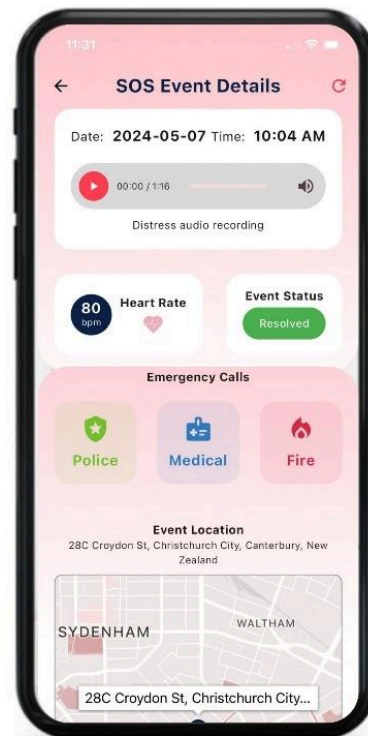 11:31
SOS Event Details
Date: 2024-05-07 Time: 10:04 AM
00:00 / 1:16
Distress audio recording
80
bpm
Heart Rate
Event Status
Resolved
Emergency Calls
Police
Medical
Fire
Event Location
28C Croydon St, Christchurch City, Canterbury, New
Zealand
SYDENHAM
WALTHAM
28C Croydon St, Christchurch City...